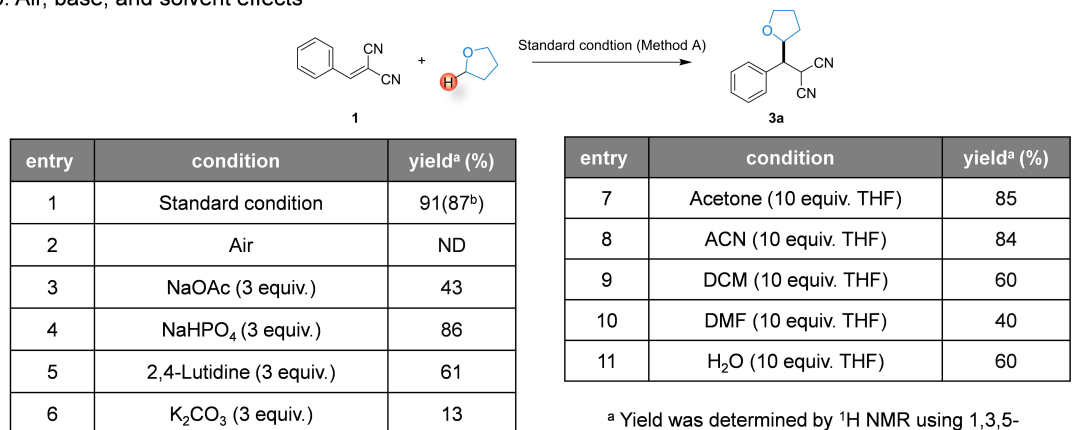 . Air, base, and solvent effects
CN
CN
+
H
O
Standard condtion (Method A)
O
CN
CN
1
3a
entry condition yieldᵃ (%)
1 Standard condition 91(87ᵇ)
2 Air ND
3 NaOAc (3 equiv.) 43
4 NaHPO₄ (3 equiv.) 86
5 2,4-Lutidine (3 equiv.) 61
6 K₂CO₃ (3 equiv.) 13
entry condition yieldᵃ (%)
7 Acetone (10 equiv. THF) 85
8 ACN (10 equiv. THF) 84
9 DCM (10 equiv. THF) 60
10 DMF (10 equiv. THF) 40
11 H₂O (10 equiv. THF) 60
ᵃ Yield was determined by ¹H NMR using 1,3,5-